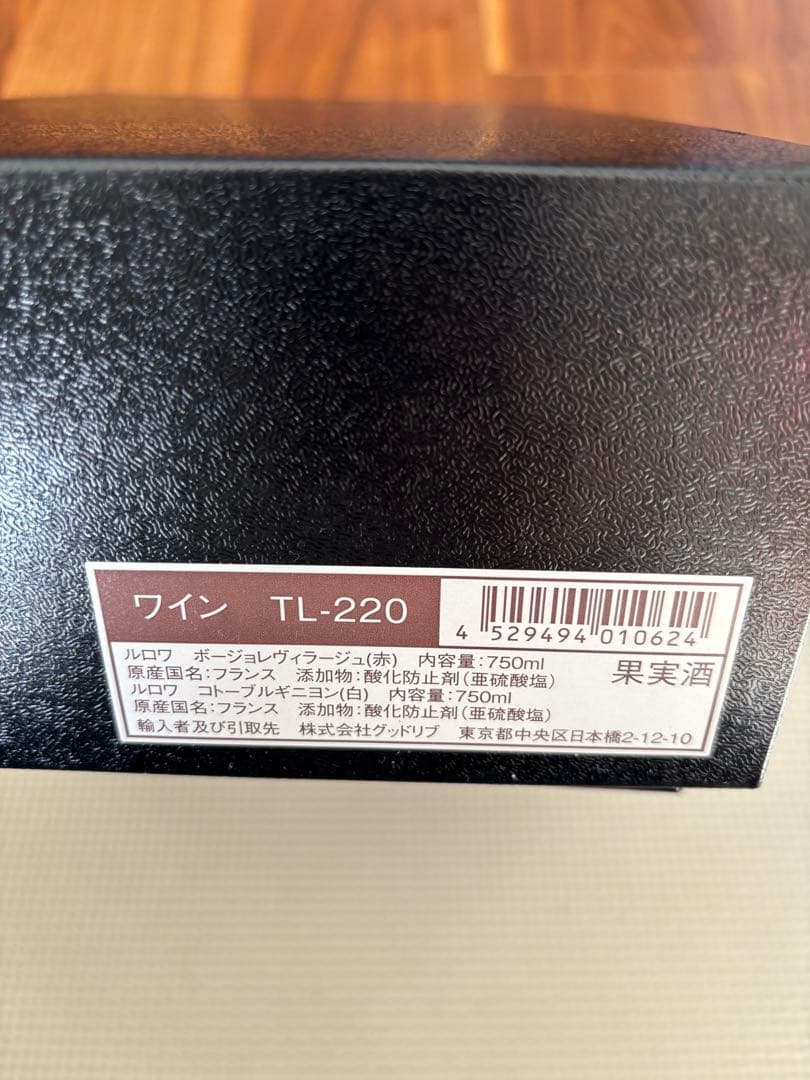 ワイン TL-220
4 529494 010624
ルロワ ボージョレヴィラージュ(赤) 内容量:750ml
原産国名:フランス 添加物:酸化防止剤(亜硫酸塩)
ルロワ コトーブルギニヨン(白) 内容量:750ml
原産国名:フランス 添加物:酸化防止剤(亜硫酸塩)
果実酒
輸入者及び引取先 株式会社グッドリブ 東京都中央区日本橋2-12-10